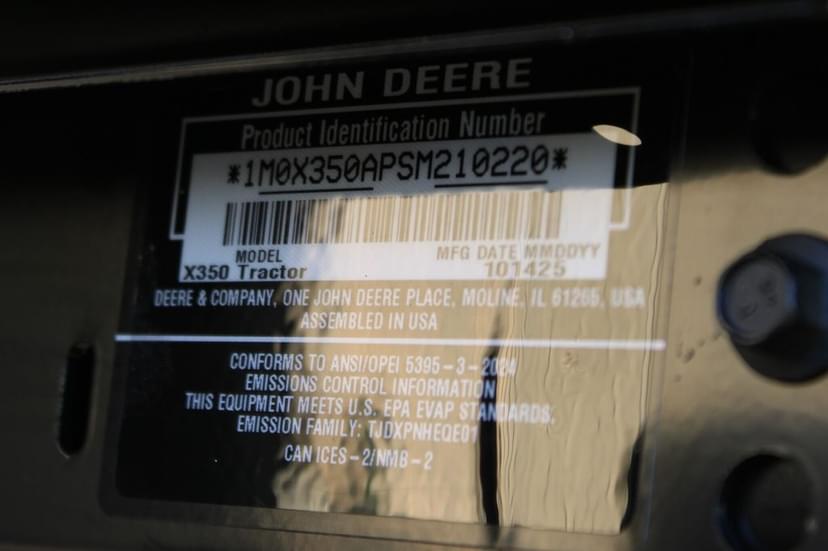 JOHN DEERE
Product Identification Number
*1M0X350APSM210220*
MODEL MFG DATE MMDDYY
X350 Tractor 101425
DEERE & COMPANY, ONE JOHN DEERE PLACE, MOLINE, IL 61265, USA
ASSEMBLED IN USA
CONFORMS TO ANSI/OPEI 5395-3-2024
EMISSIONS CONTROL INFORMATION
THIS EQUIPMENT MEETS U.S. EPA EVAP STANDARDS,
EMISSION FAMILY: TJDXPNHEQE01
CAN ICES-2/NMB-2